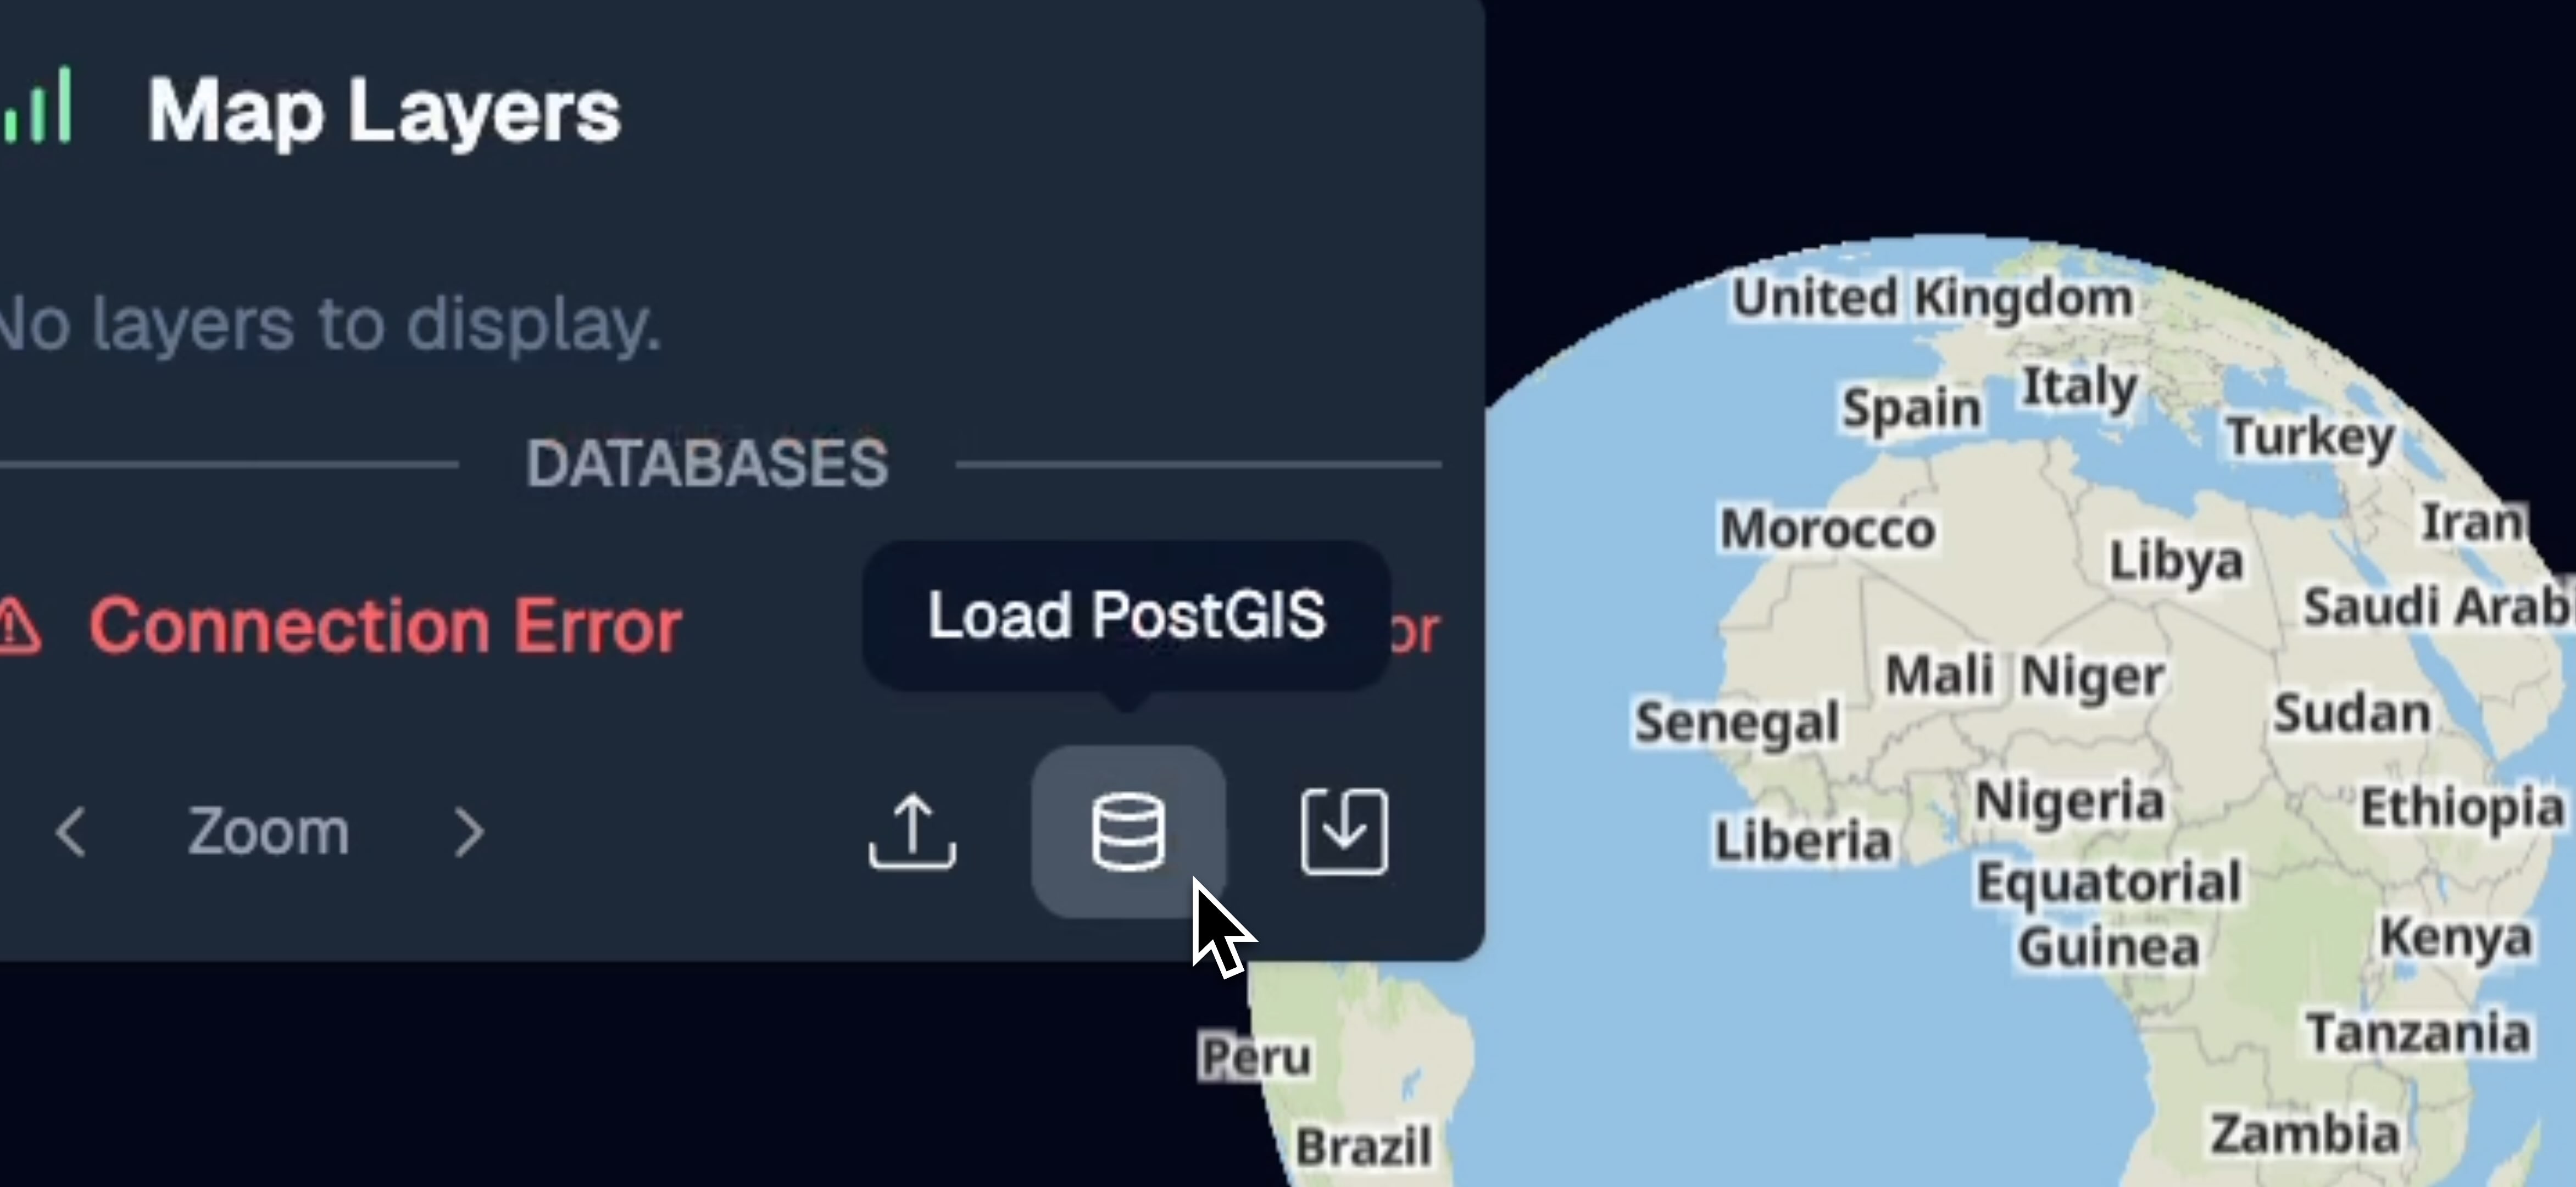 Map Layers
No layers to display.
DATABASES
Connection Error
Load PostGIS
or
Zoom
United Kingdom
Spain
Italy
Turkey
Morocco
Libya
Iran
Saudi Arabi
Mali
Niger
Senegal
Sudan
Nigeria
Ethiopia
Liberia
Equatorial
Guinea
Kenya
Peru
Tanzania
Brazil
Zambia